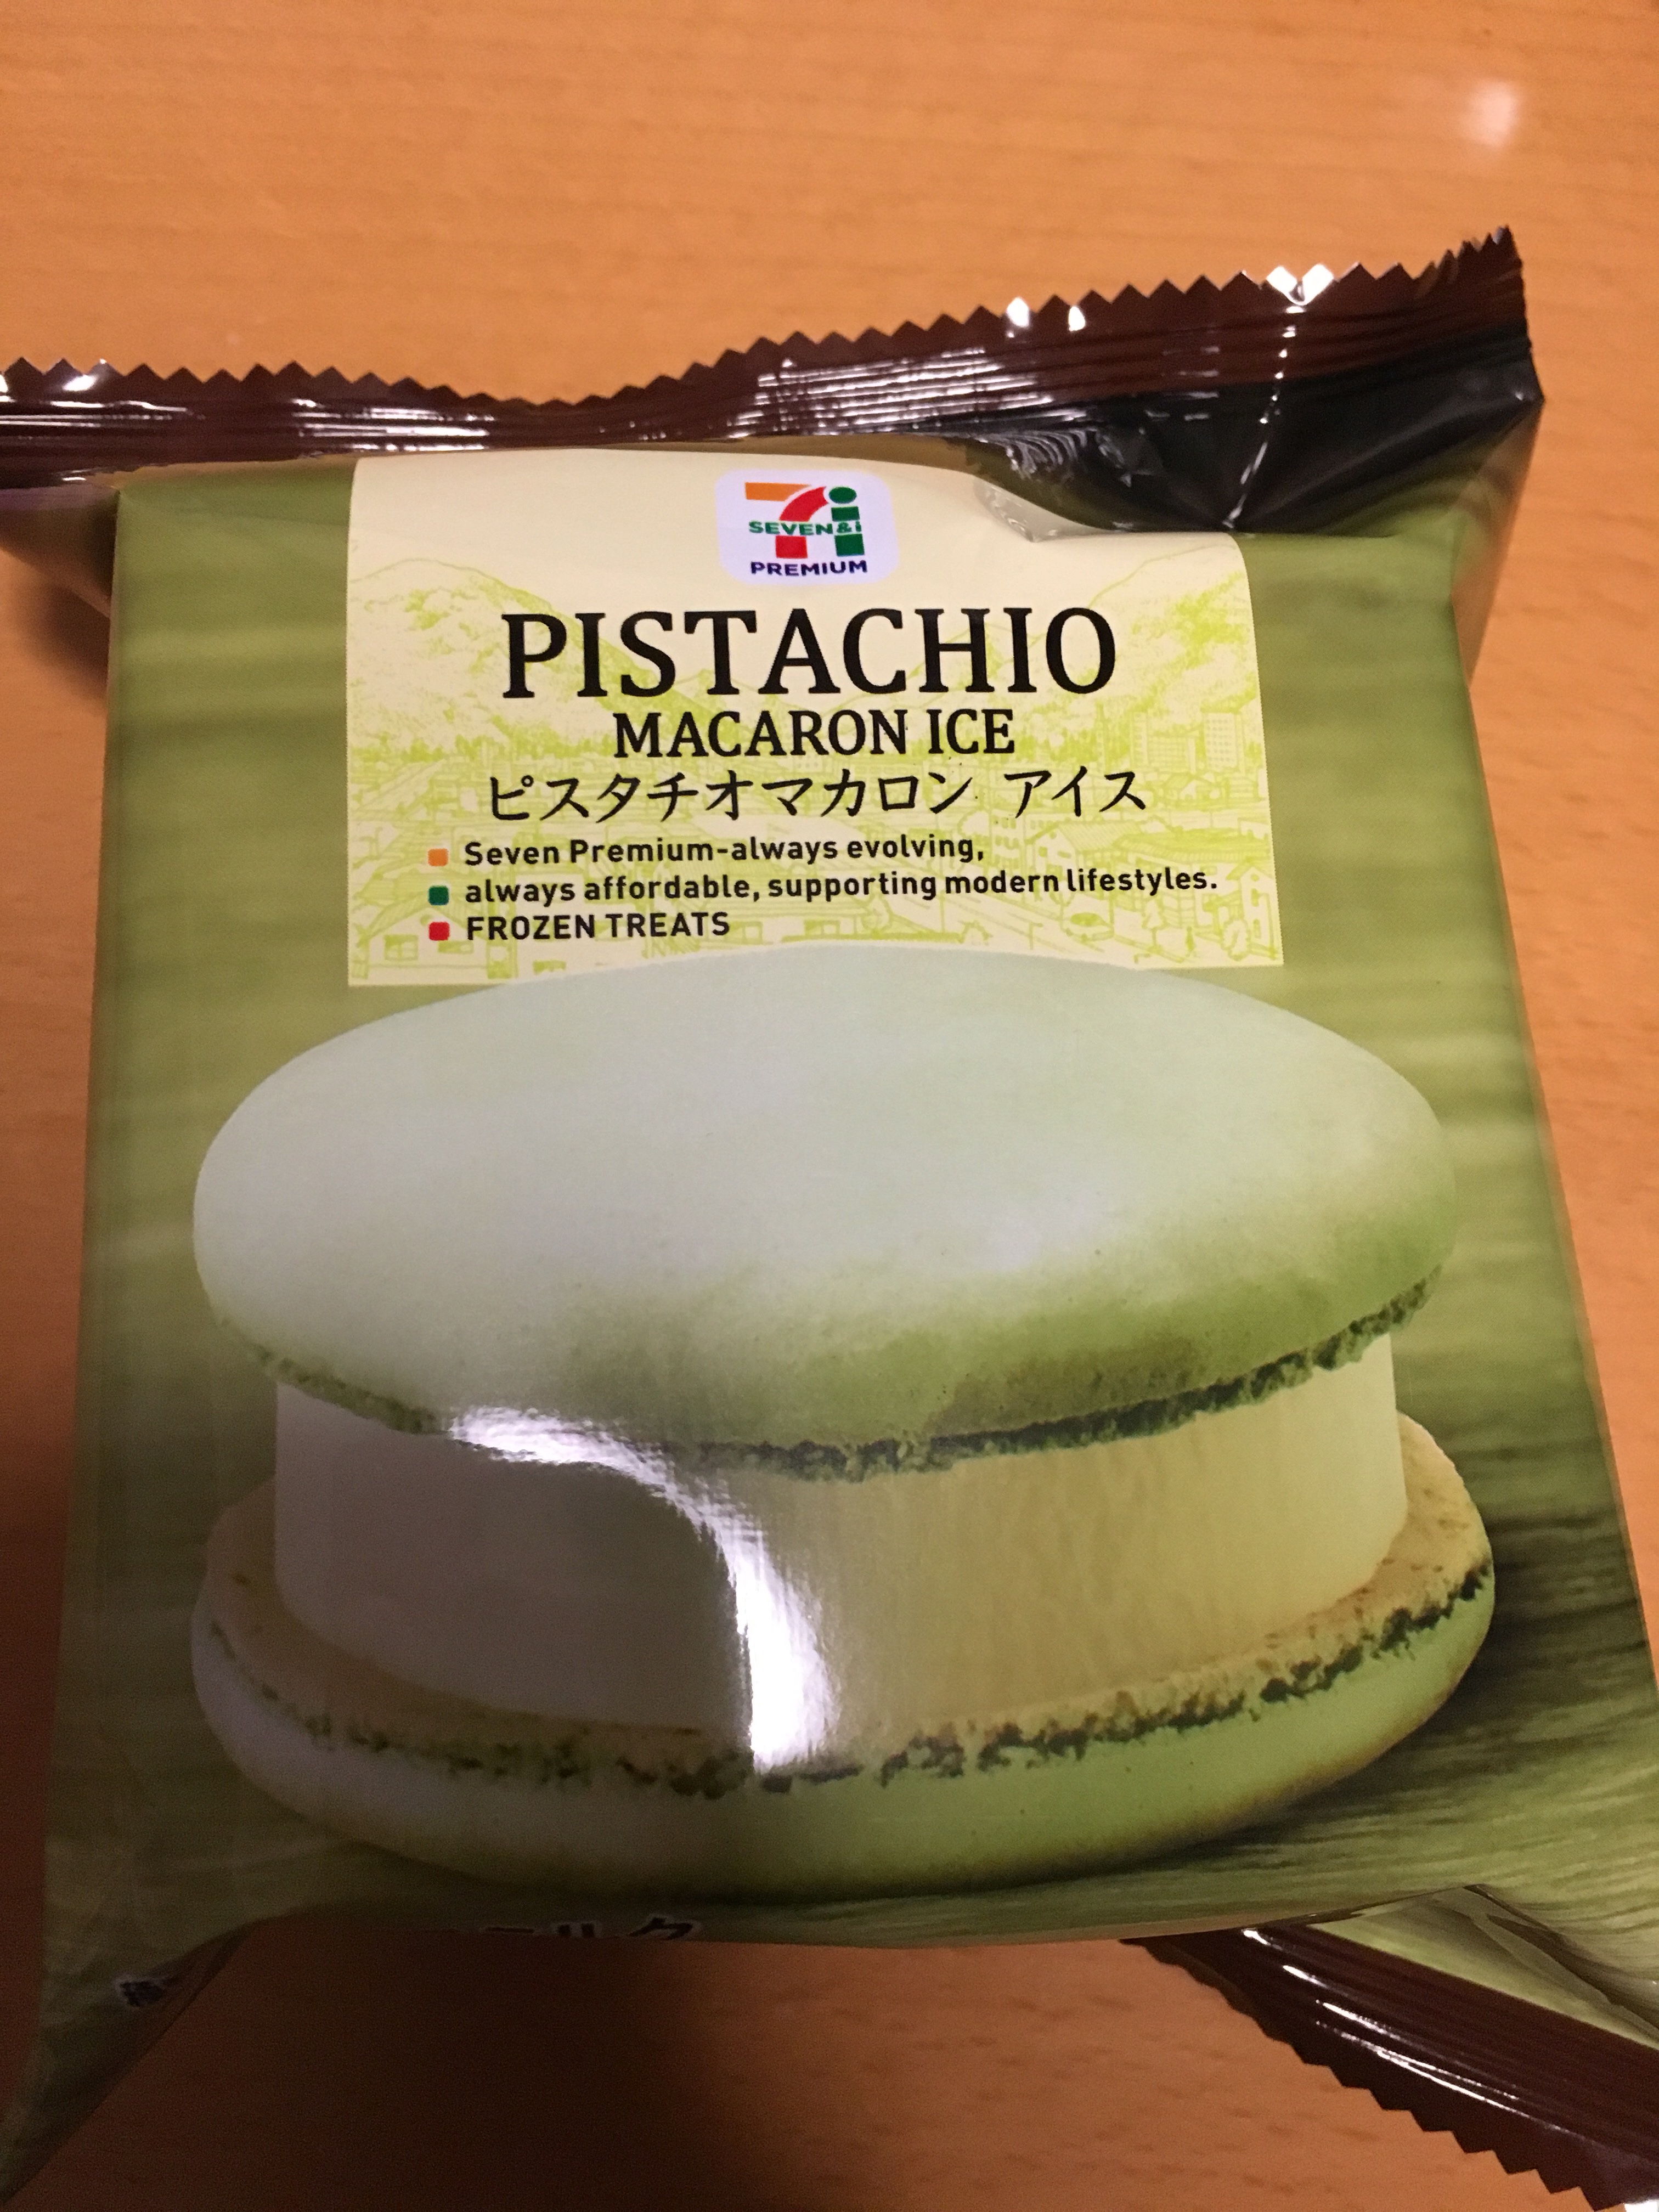 SEVEN&i
PREMIUM
PISTACHIO
MACARON ICE
ピスタチオマカロン アイス
Seven Premium-always evolving,
always affordable, supporting modern lifestyles.
FROZEN TREATS